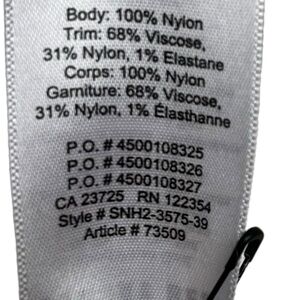 Body: 100% Nylon
Trim: 68% Viscose,
31% Nylon, 1% Elastane
Corps: 100% Nylon
Garniture: 68% Viscose,
31% Nylon, 1% Élasthanne
P.O. # 4500108325
P.O. # 4500108326
P.O. # 4500108327
CA 23725 RN 122354
Style # SNH2-3575-39
Article # 73509